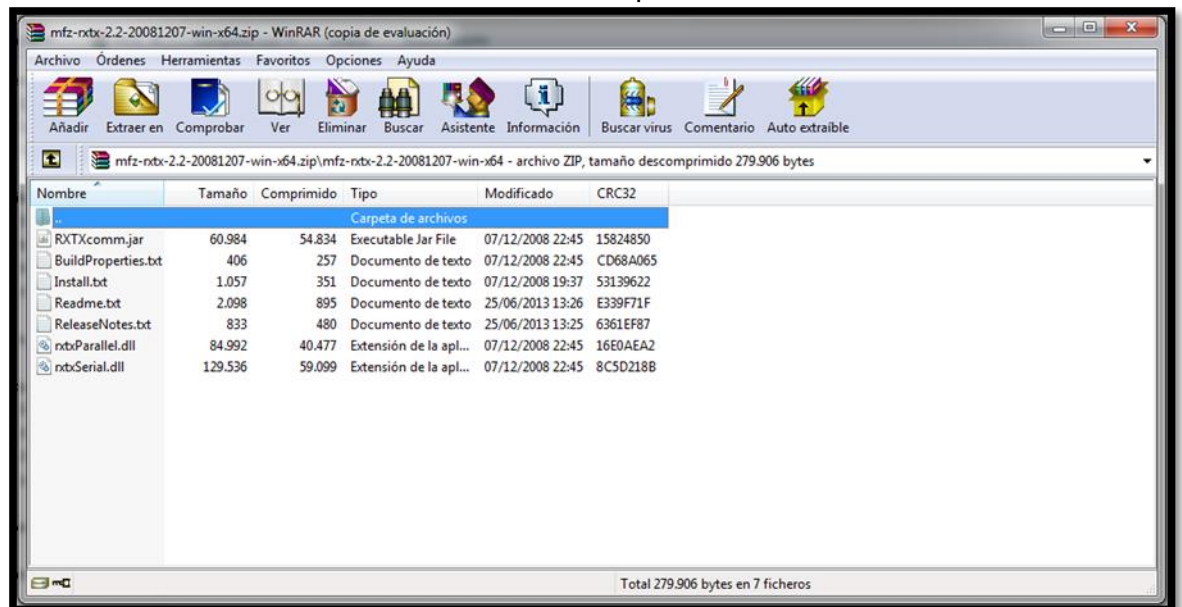 mfz-rxtx-2.2-20081207-win-x64.zip - WinRAR (copia de evaluación)
Archivo Órdenes Herramientas Favoritos Opciones Ayuda
Añadir Extraer en Comprobar Ver Eliminar Buscar Asistente Información Buscar virus Comentario Auto extraíble
mfz-rxtx-2.2-20081207-win-x64.zip\mfz-rxtx-2.2-20081207-win-x64 - archivo ZIP, tamaño descomprimido 279.906 bytes
Nombre Tamaño Comprimido Tipo Modificado CRC32
.. Carpeta de archivos
RXTXcomm.jar 60.984 54.834 Executable Jar File 07/12/2008 22:45 15824850
BuildProperties.txt 406 257 Documento de texto 07/12/2008 22:45 CD68A065
Install.txt 1.057 351 Documento de texto 07/12/2008 19:37 53139622
Readme.txt 2.098 895 Documento de texto 25/06/2013 13:26 E339F71F
ReleaseNotes.txt 833 480 Documento de texto 25/06/2013 13:25 6361EF87
rxtxParallel.dll 84.992 40.477 Extensión de la apl... 07/12/2008 22:45 16E0AEA2
rxtxSerial.dll 129.536 59.099 Extensión de la apl... 07/12/2008 22:45 8C5D218B
Total 279.906 bytes en 7 ficheros